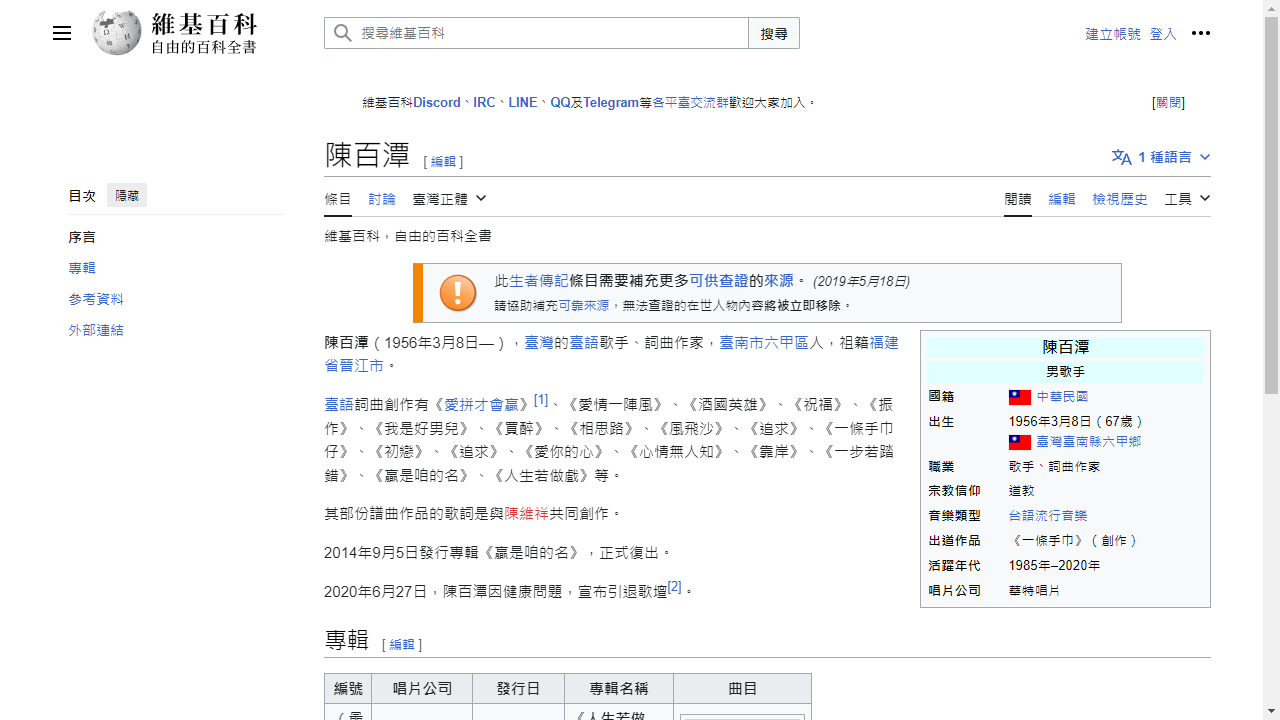 維基百科
自由的百科全書
搜尋維基百科
搜尋
建立帳號 登入
維基百科Discord、IRC、LINE、QQ及Telegram等各平臺交流群歡迎大家加入。
[關閉]
陳百潭 [編輯]
1 種語言
目次 隱藏
條目 討論 臺灣正體
閱讀 編輯 檢視歷史 工具
序言
專輯
參考資料
外部連結
維基百科，自由的百科全書
此生者傳記條目需要補充更多可供查證的來源。 (2019年5月18日)
請協助補充可靠來源，無法查證的在世人物內容將被立即移除。
陳百潭（1956年3月8日—），臺灣的臺語歌手、詞曲作家，臺南市六甲區人，祖籍福建
省晉江市。
臺語詞曲創作有《愛拼才會贏》[1]、《愛情一陣風》、《酒國英雄》、《祝福》、《振
作》、《我是好男兒》、《買醉》、《相思路》、《風飛沙》、《追求》、《一條手巾
仔》、《初戀》、《追求》、《愛你的心》、《心情無人知》、《靠岸》、《一步若踏
錯》、《贏是咱的名》、《人生若做戲》等。
其部份譜曲作品的歌詞是與陳維祥共同創作。
2014年9月5日發行專輯《贏是咱的名》，正式復出。
2020年6月27日，陳百潭因健康問題，宣布引退歌壇[2]。
陳百潭
男歌手
國籍 中華民國
出生 1956年3月8日（67歲）
臺灣臺南縣六甲鄉
職業 歌手、詞曲作家
宗教信仰 道教
音樂類型 台語流行音樂
出道作品 《一條手巾》（創作）
活躍年代 1985年–2020年
唱片公司 華特唱片
專輯 [編輯]
編號 唱片公司 發行日 專輯名稱 曲目
《人生若做